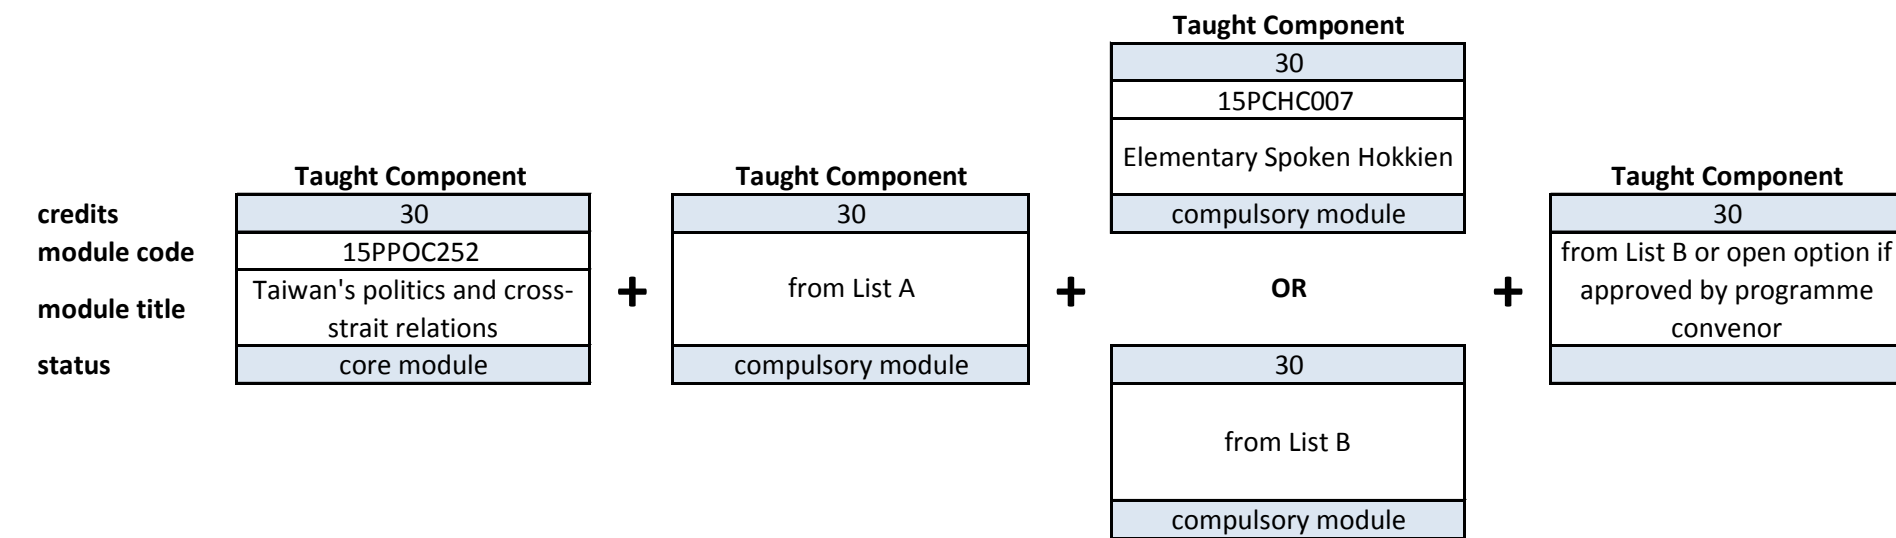 Taught Component
30
15PCHC007
Elementary Spoken Hokkien
Taught Component Taught Component Taught Component
credits 30 30 compulsory module 30
module code 15PPOC252
module title Taiwan's politics and cross-
strait relations
+ from List A + OR +
from List B or open option if
approved by programme
convenor
status core module compulsory module 30
from List B
compulsory module